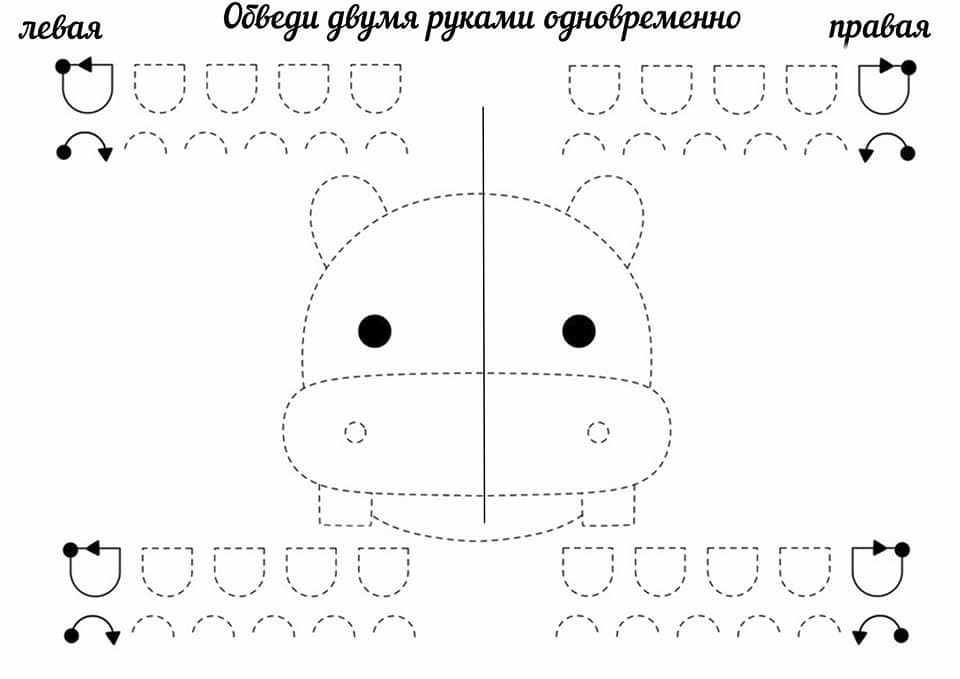 Обведи двумя руками одновременно
левая
правая